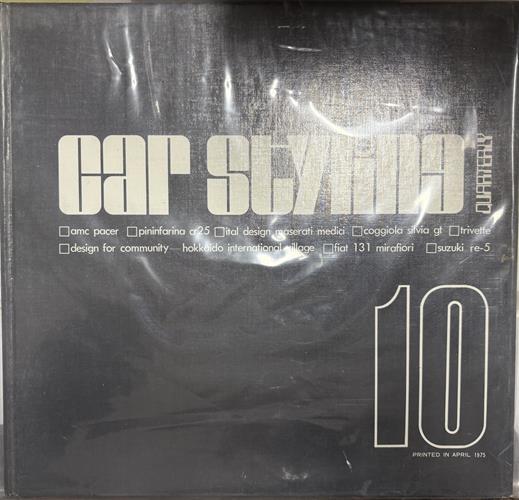 car styling
QUARTERLY
□amc pacer □pininfarina cr25 □ital design maserati medici □coggiola silvia gt □trivette
□design for community—hokkaido international village □fiat 131 mirafiori □suzuki re-5
10
PRINTED IN APRIL 1975